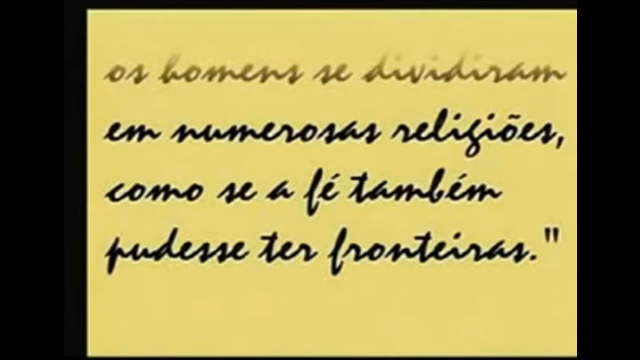 os homens se dividiram
em numerosas religiões,
como se a fé também
pudesse ter fronteiras."